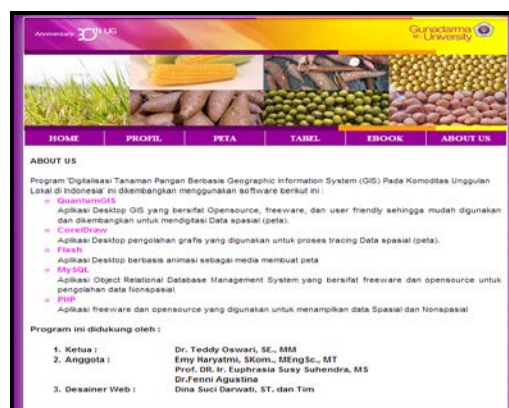 Anniversary 30th UG
Gunadarma
University
HOME PROFIL PETA TABEL EBOOK ABOUT US
ABOUT US
Program 'Digitalisasi Tanaman Pangan Berbasis Geographic Information System (GIS) Pada Komoditas Unggulan
Lokal di Indonesia' ini dikembangkan menggunakan software berikut ini :
QuantumGIS
Aplikasi Desktop GIS yang bersifat Opensource, freeware, dan user friendly sehingga mudah digunakan
dan dikembangkan untuk mendigitasi Data spasial (peta).
CorelDraw
Aplikasi Desktop pengolahan grafis yang digunakan untuk proses tracing Data spasial (peta).
Flash
Aplikasi Desktop berbasis animasi sebagai media membuat peta
MySQL
Aplikasi Object Relational Database Management System yang bersifat freeware dan opensource untuk
pengolahan data Nonspasial.
PHP
Aplikasi freeware dan opensource yang digunakan untuk menampilkan data Spasial dan Nonspasial
Program ini didukung oleh :
1. Ketua : Dr. Teddy Oswari, SE., MM
2. Anggota : Emy Haryatmi, SKom., MEngSc., MT
Prof. DR. Ir. Euphrasia Susy Suhendra, MS
Dr.Fenni Agustina
3. Desainer Web : Dina Suci Darwati, ST. dan Tim